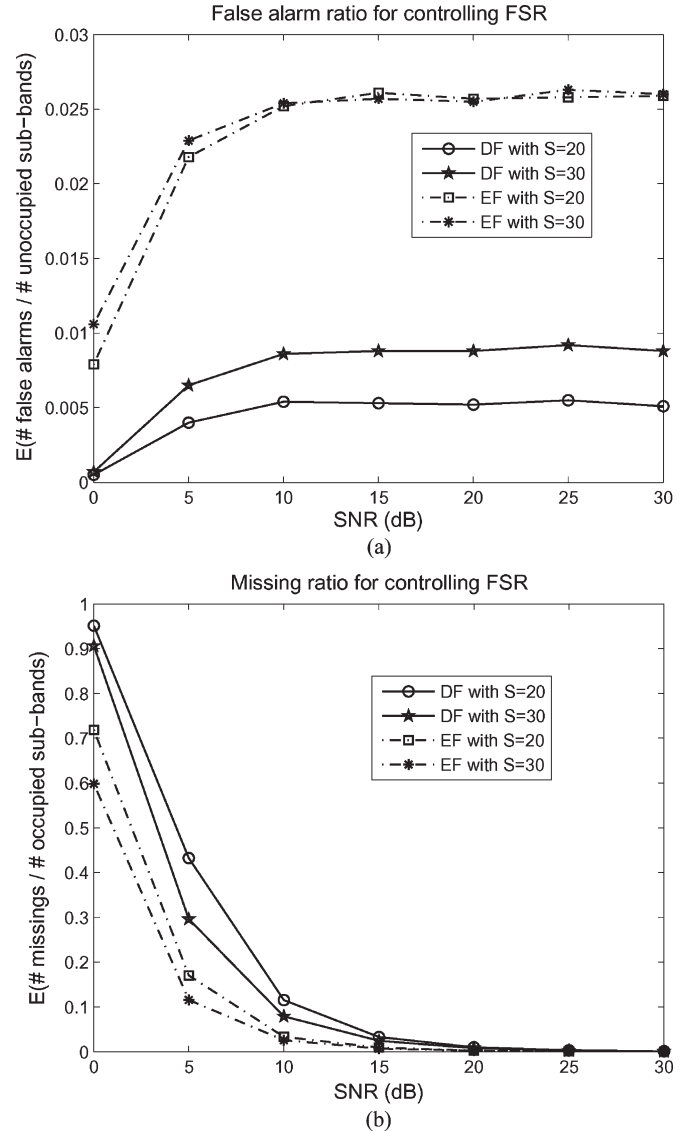 False alarm ratio for controlling FSR
E(# false alarms / # unoccupied sub−bands)
0.03
0.025
0.02
0.015
0.01
0.005
0
DF with S=20
DF with S=30
EF with S=20
EF with S=30
0 5 10 15 20 25 30
SNR (dB)
(a)
Missing ratio for controlling FSR
E(# missings / # occupied sub−bands)
1
0.9
0.8
0.7
0.6
0.5
0.4
0.3
0.2
0.1
0
DF with S=20
DF with S=30
EF with S=20
EF with S=30
0 5 10 15 20 25 30
SNR (dB)
(b)